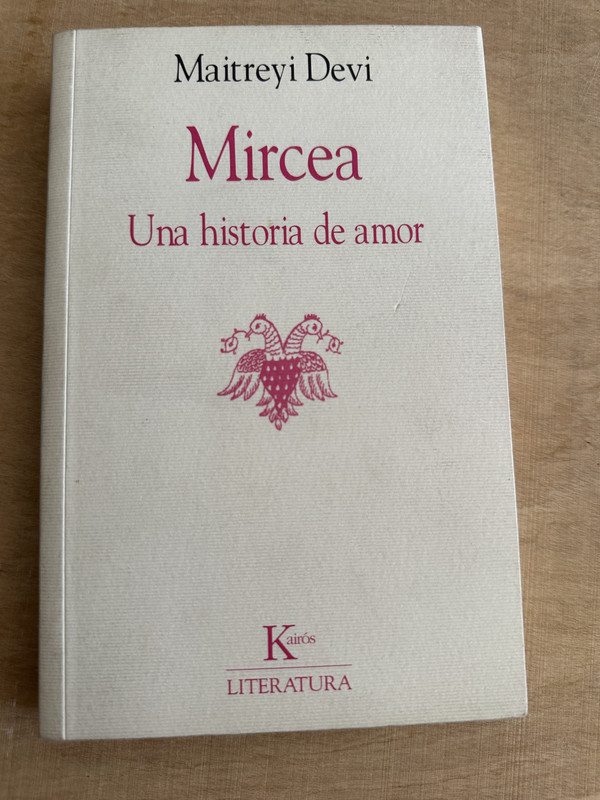 Maitreyi Devi
Mircea
Una historia de amor
Kairós
LITERATURA